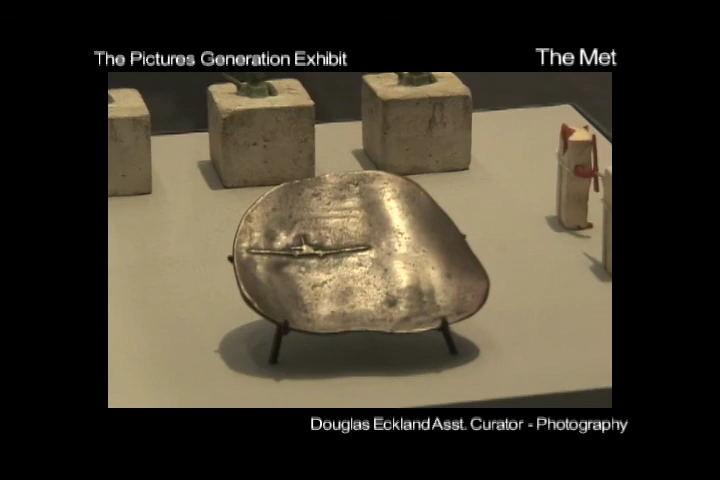 The Pictures Generation Exhibit
The Met
Douglas Eckland Asst. Curator - Photography